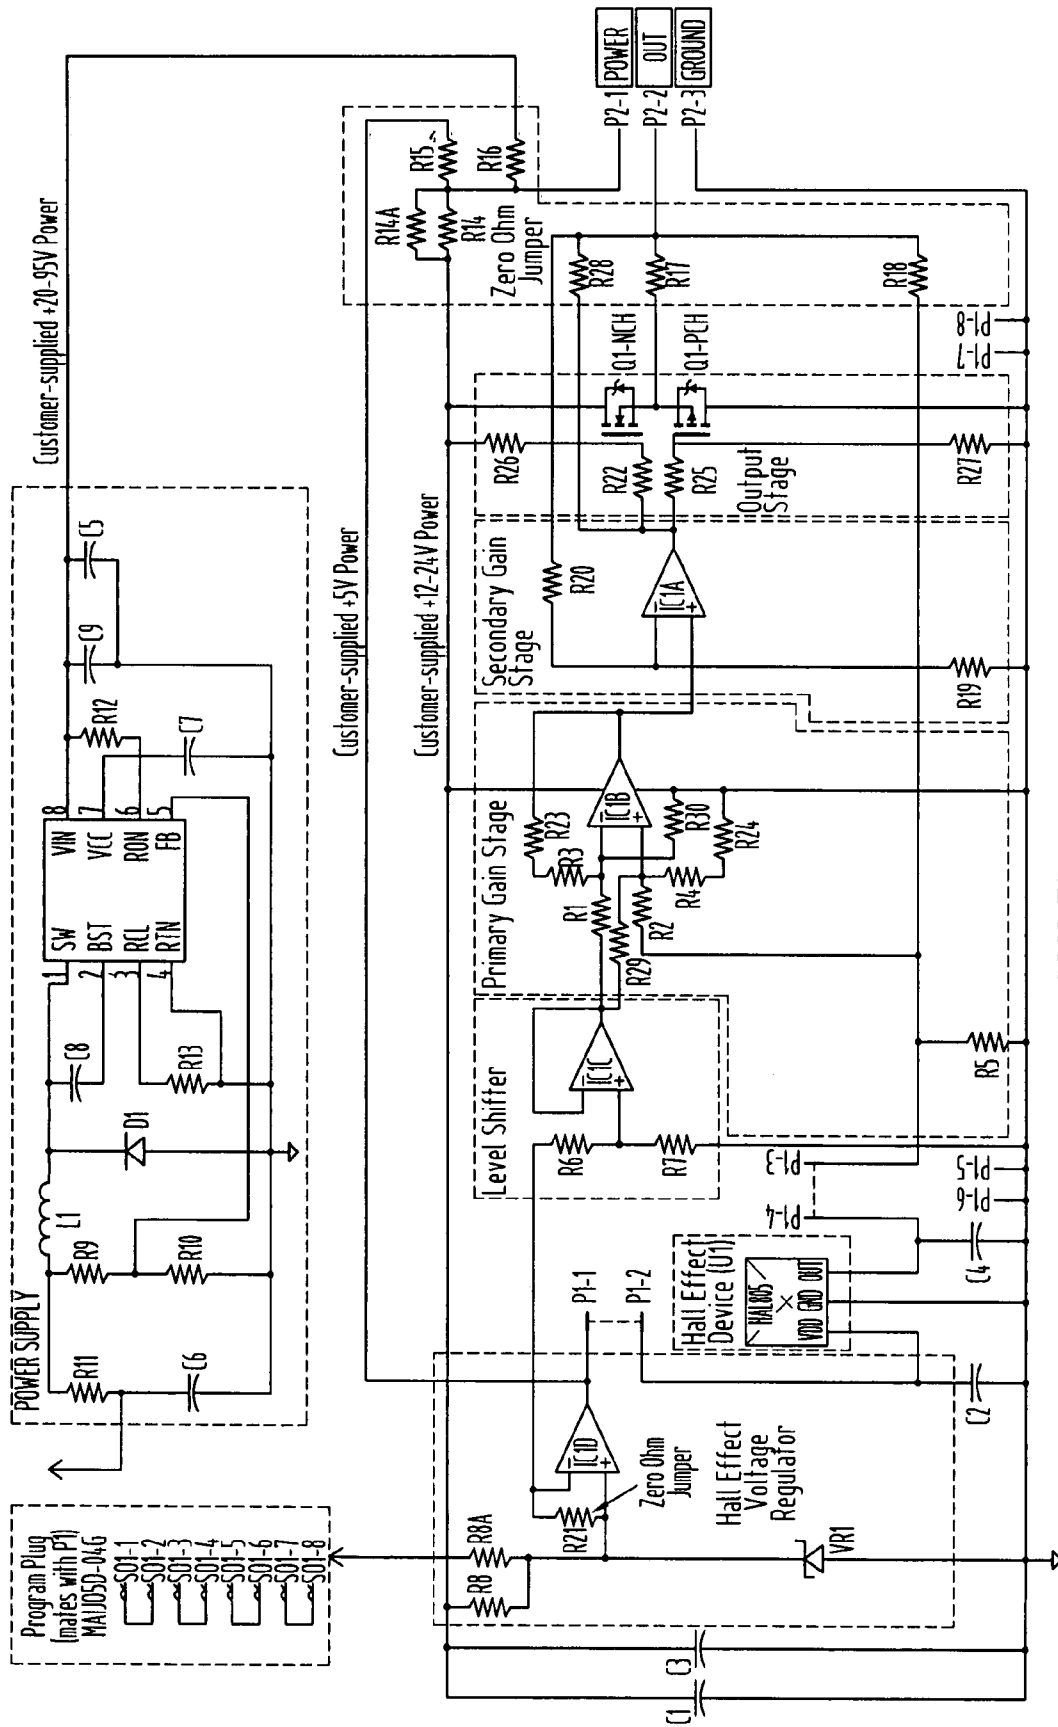 POWER SUPPLY
Customer-supplied +20-95V Power
R11
C6
L1
R9
R10
D1
C8
R13
1
2
3
4
SW
BST
RCL
RTN
VIN
VCC
RON
FB
8
7
6
5
R12
C7
C9
C5
Program Plug
(mates with P1)
MAIJ05D-04G
S01-1
S01-2
S01-3
S01-4
S01-5
S01-6
S01-7
S01-8
Customer-supplied +5V Power
Customer-supplied +12-24V Power
R14A
R14
R15
R16
Zero Ohm
Jumper
P2-1
POWER
P2-2
OUT
P2-3
GROUND
C1
C3
R8
R8A
R21
IC1D
-
+
Zero Ohm
Jumper
Hall Effect
Voltage
Regulator
VR1
C2
P1-1
P1-2
Hall Effect
Device (U1)
HAL805
VDD
GND
OUT
C4
P1-4
P1-3
P1-6
P1-5
Level Shifter
R6
R7
IC1C
-
+
Primary Gain Stage
R1
R29
R2
R3
R23
IC1B
-
+
R30
R4
R24
R5
Secondary Gain
Stage
R20
IC1A
-
+
R19
Output
Stage
R26
R22
R25
R27
Q1-NCH
Q1-PCH
R28
R17
R18
P1-7
P1-8